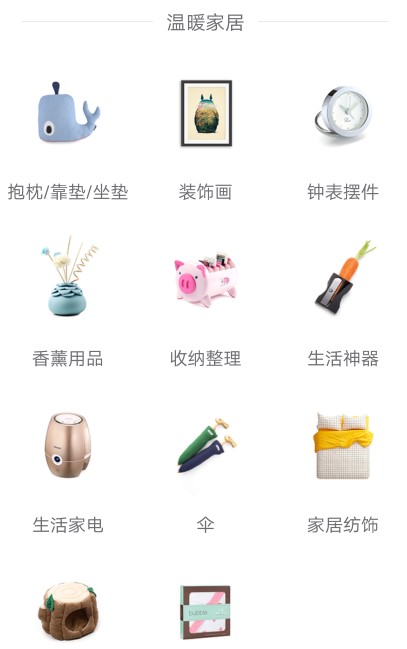 温暖家居
抱枕/靠垫/坐垫
装饰画
钟表摆件
香薰用品
收纳整理
生活神器
生活家电
伞
家居纺饰
bubble